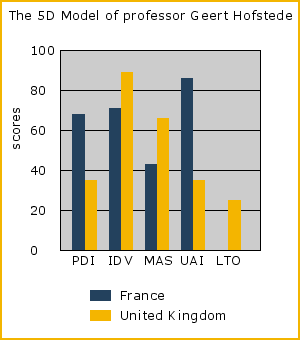 The 5D Model of professor Geert Hofstede
100
80
60
40
20
0
scores
PDI IDV MAS UAI LTO
France
United Kingdom